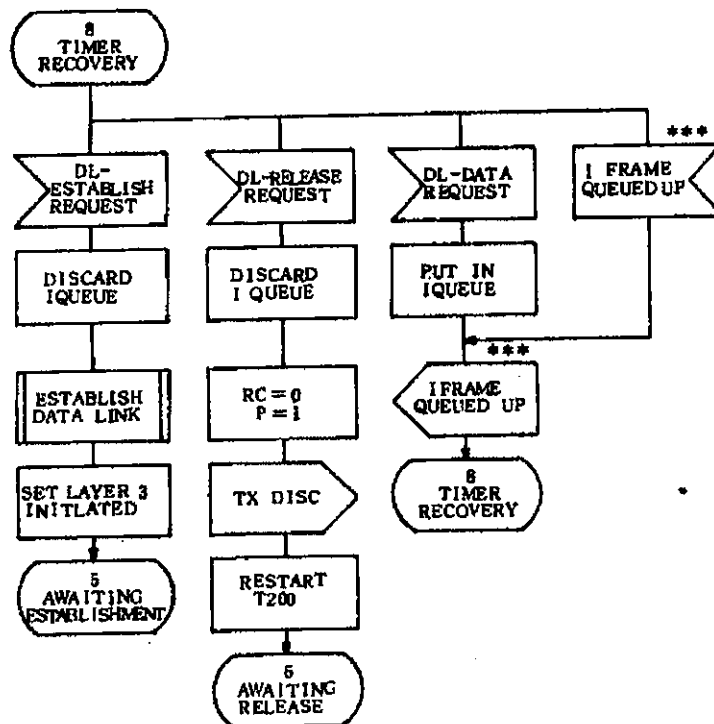 8
TIMER
RECOVERY
***
DL-
ESTABLISH
REQUEST
DL-RELEASE
REQUEST
DL-DATA
REQUEST
I FRAME
QUEUED UP
DISCARD
IQUEUE
DISCARD
I QUEUE
PUT IN
IQUEUE
***
ESTABLISH
DATA LINK
RC = 0
P = 1
I FRAME
QUEUED UP
SET LAYER 3
INITLATED
TX DISC
8
TIMER
RECOVERY
5
AWAITING
ESTABLISHMENT
RESTART
T200
6
AWAITING
RELEASE